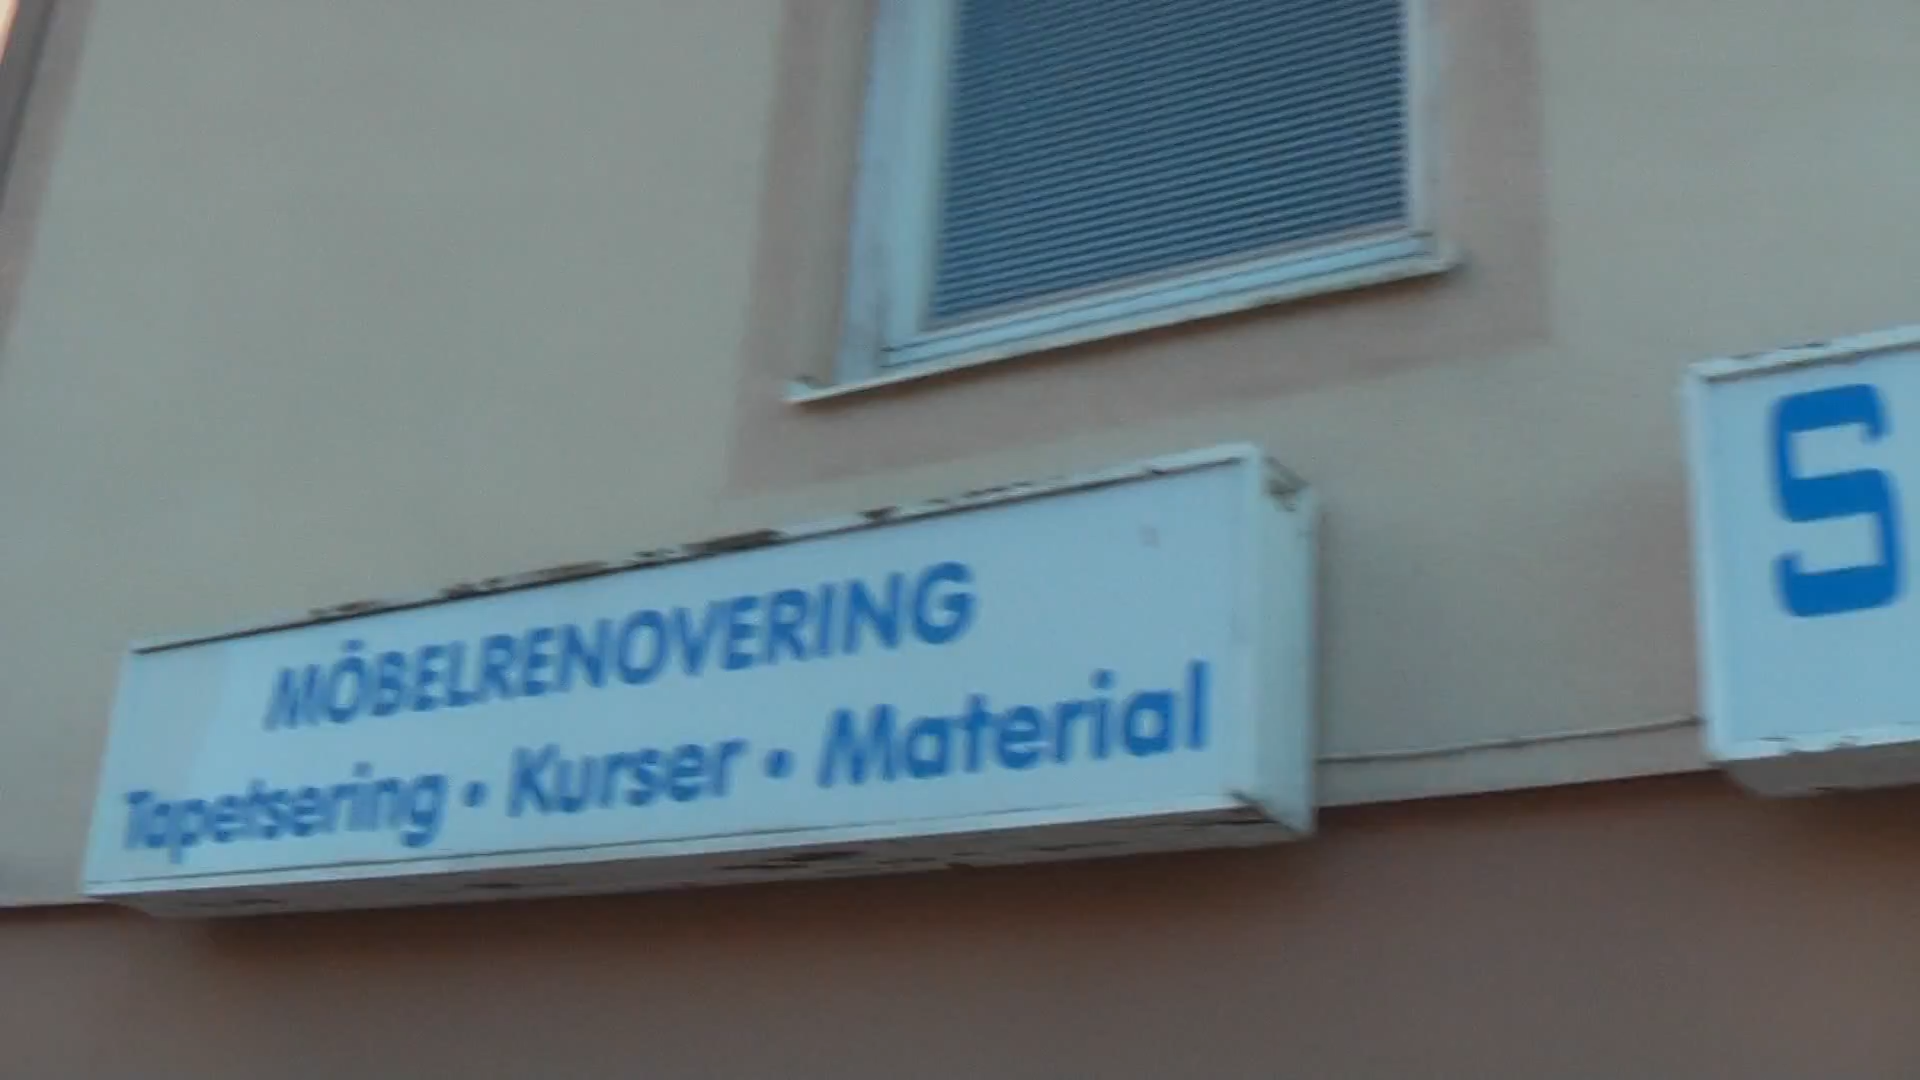 MÖBELRENOVERING
Tapetsering • Kurser • Material
S